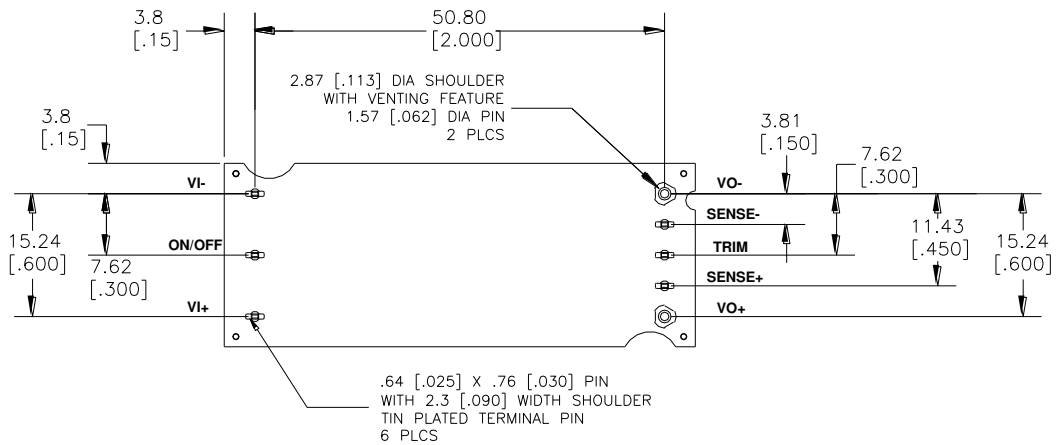 3.8
[.15]
50.80
[2.000]
2.87 [.113] DIA SHOULDER
WITH VENTING FEATURE
1.57 [.062] DIA PIN
2 PLCS
3.8
[.15]
3.81
[.150]
7.62
[.300]
VI-
VO-
SENSE-
ON/OFF
TRIM
SENSE+
VI+
VO+
15.24
[.600]
7.62
[.300]
11.43
[.450]
15.24
[.600]
.64 [.025] X .76 [.030] PIN
WITH 2.3 [.090] WIDTH SHOULDER
TIN PLATED TERMINAL PIN
6 PLCS